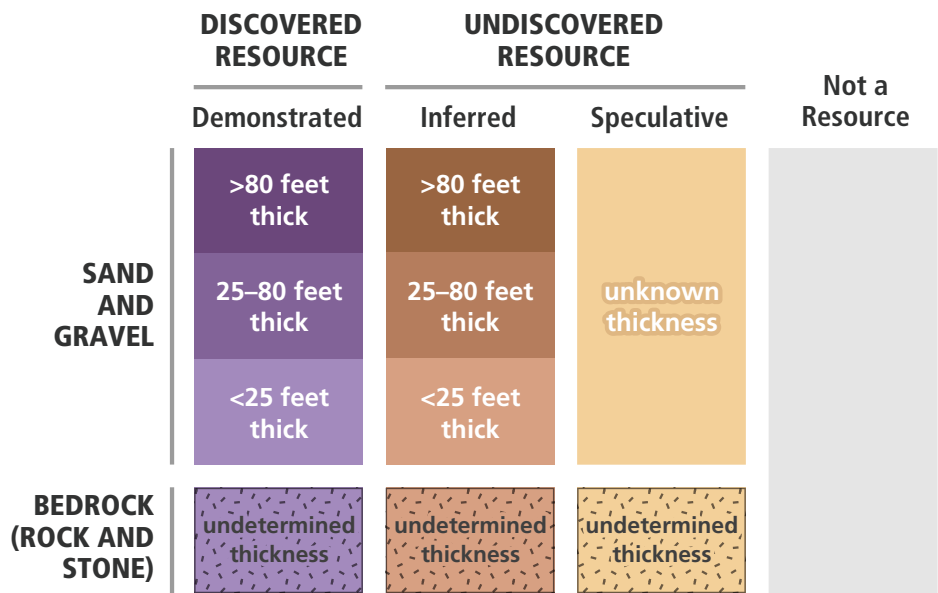 DISCOVERED
RESOURCE
UNDISCOVERED
RESOURCE
Not a
Resource
Demonstrated
Inferred
Speculative
SAND
AND
GRAVEL
>80 feet
thick
>80 feet
thick
unknown
thickness
25–80 feet
thick
25–80 feet
thick
<25 feet
thick
<25 feet
thick
BEDROCK
(ROCK AND
STONE)
undetermined
thickness
undetermined
thickness
undetermined
thickness